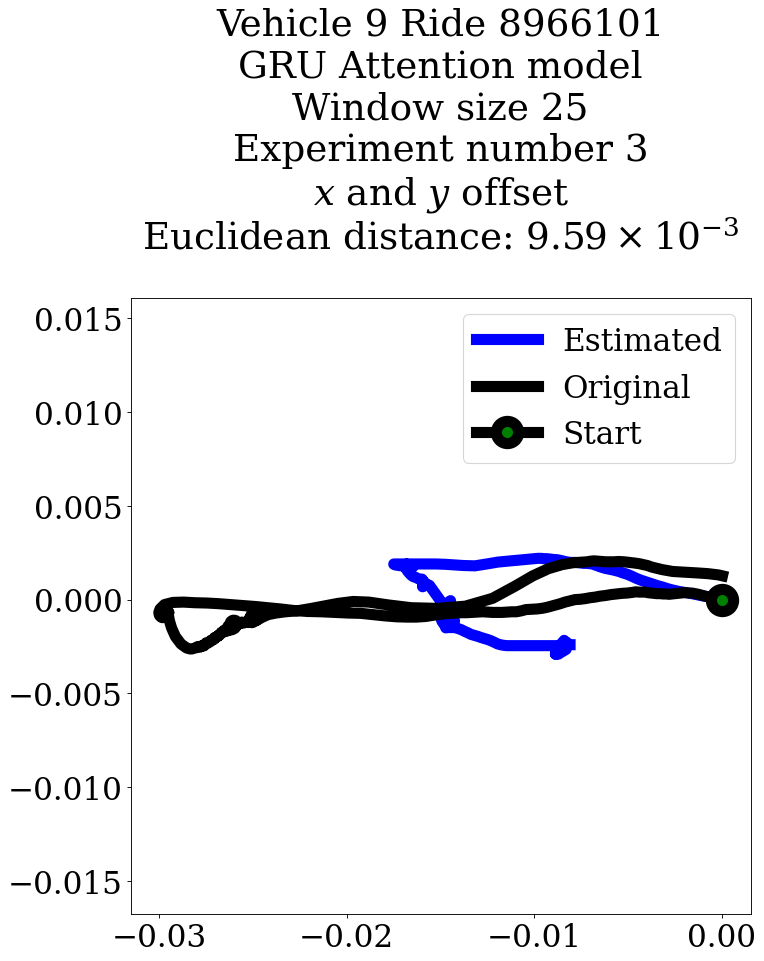 Vehicle 9 Ride 8966101
GRU Attention model
Window size 25
Experiment number 3
x and y offset
Euclidean distance: 9.59 × 10⁻³
Estimated
Original
Start
0.015
0.010
0.005
0.000
−0.005
−0.010
−0.015
−0.03 −0.02 −0.01 0.00